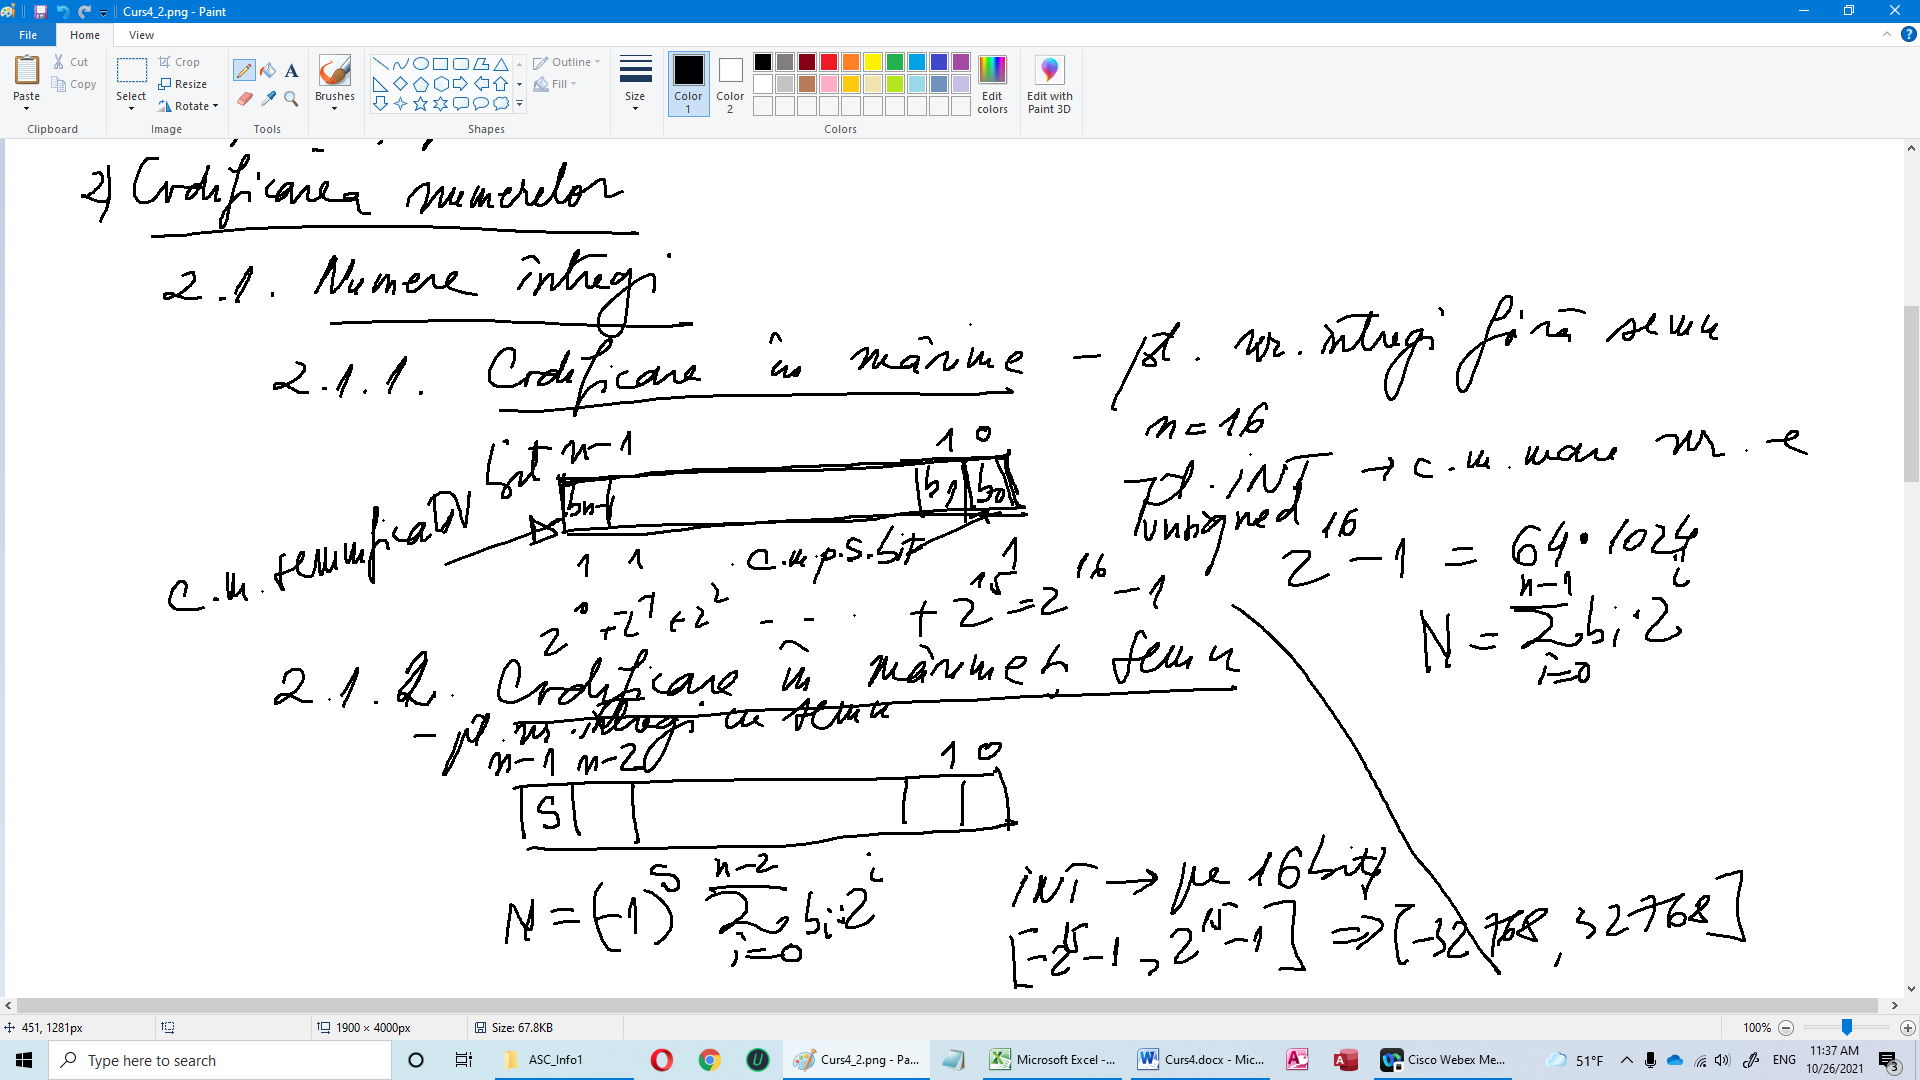 Curs4_2.png - Paint
File Home View
Paste Cut Copy Clipboard
Select Crop Resize Rotate Image
Tools
Brushes
Shapes Outline Fill
Size
Color 1 Color 2 Edit colors Edit with Paint 3D Colors
2) Codificarea numerelor
2.1. Numere întregi
2.1.1. Codificare în mărime - pt. nr. întregi fără semn
bit n-1 1 0
bn-1 b1 b0
c.m. semnificativ
c.m.p.s.bit
1 1 1
2^0 + 2^1 + 2^2 - - . + 2^15 = 2^16 - 1
n = 16
pt. INT → c.m.mare nr. e
unsigned
2^16 - 1 = 64 · 1024
N = Σ bi · 2^i
n-1
i=0
2.1.2. Codificare în mărime + semn
- pt. nr. întregi cu semn
n-1 n-2 1 0
S
N = (-1)^S Σ bi · 2^i
n-2
i=0
INT → pe 16 biți
[-2^15-1, 2^15-1] ⇒ [-32768, 32768]
451, 1281px 1900 × 4000px Size: 67.8KB 100%
Type here to search ASC_Info1 Curs4_2.png - Pa... Microsoft Excel -... Curs4.docx - Mic... Cisco Webex Me... 51°F ENG 11:37 AM
10/26/2021 3